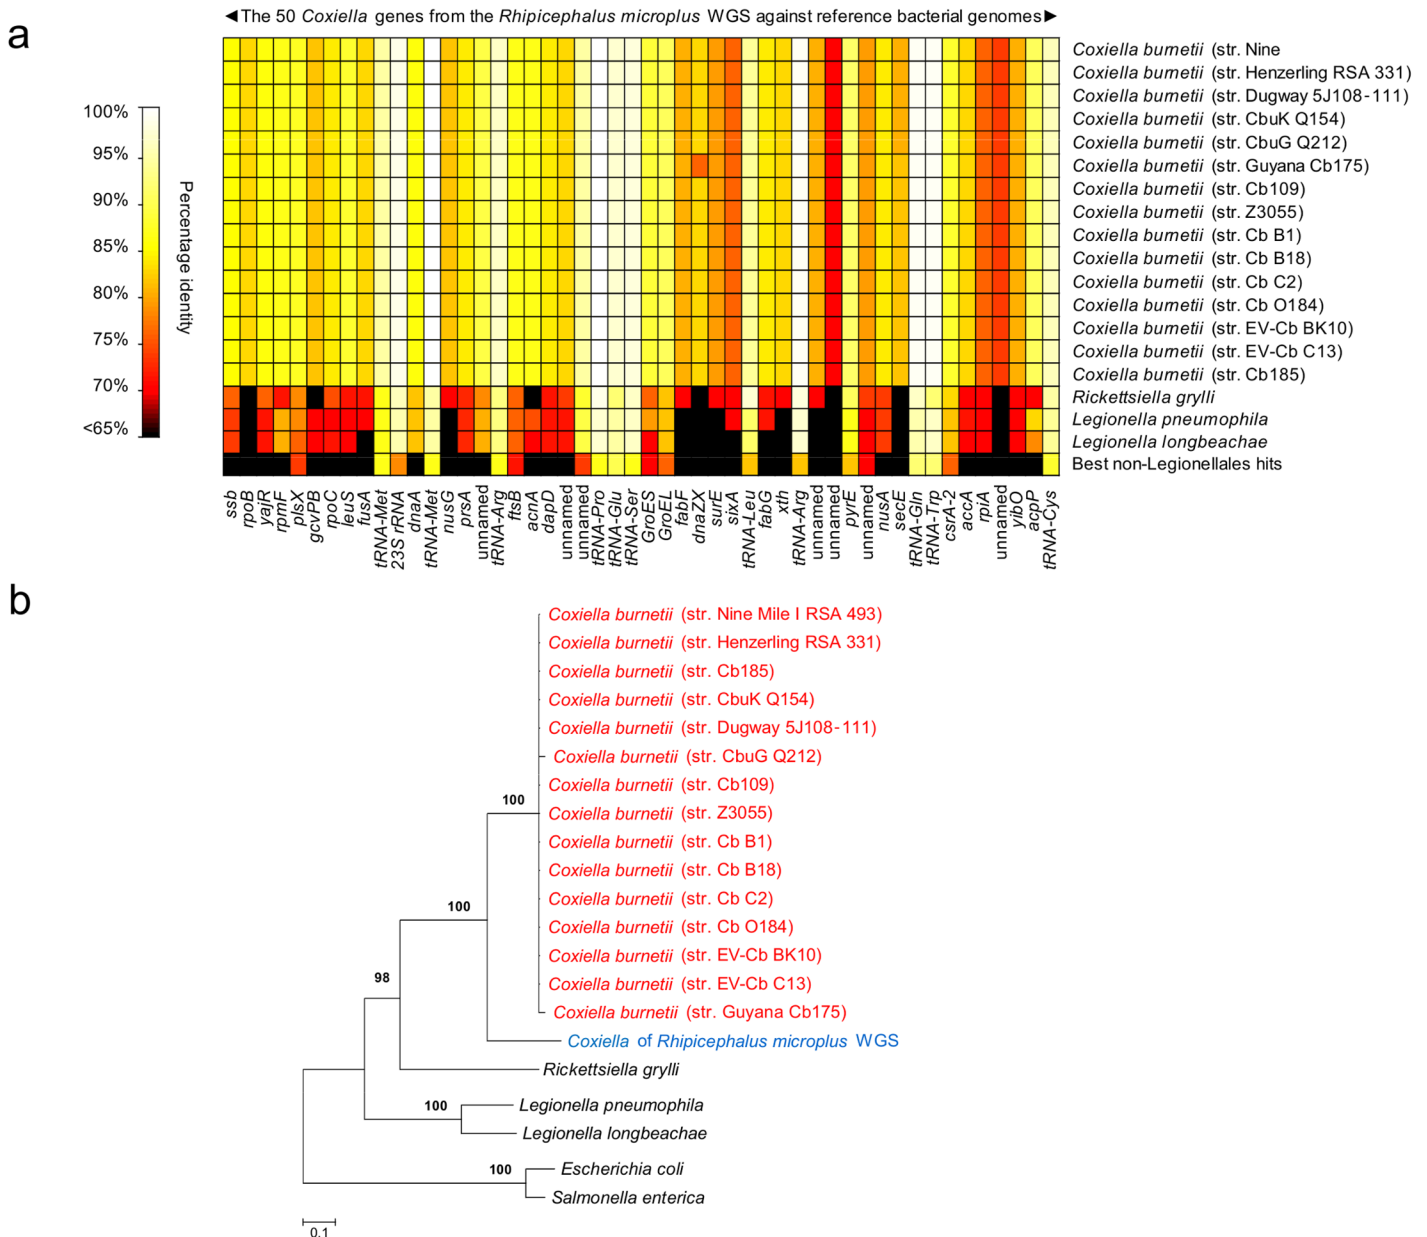 a
◄The 50 Coxiella genes from the Rhipicephalus microplus WGS against reference bacterial genomes►
100%
95%
90%
85%
80%
75%
70%
<65%
Percentage identity
Coxiella burnetii (str. Nine
Coxiella burnetii (str. Henzerling RSA 331)
Coxiella burnetii (str. Dugway 5J108-111)
Coxiella burnetii (str. CbuK Q154)
Coxiella burnetii (str. CbuG Q212)
Coxiella burnetii (str. Guyana Cb175)
Coxiella burnetii (str. Cb109)
Coxiella burnetii (str. Z3055)
Coxiella burnetii (str. Cb B1)
Coxiella burnetii (str. Cb B18)
Coxiella burnetii (str. Cb C2)
Coxiella burnetii (str. Cb O184)
Coxiella burnetii (str. EV-Cb BK10)
Coxiella burnetii (str. EV-Cb C13)
Coxiella burnetii (str. Cb185)
Rickettsiella grylli
Legionella pneumophila
Legionella longbeachae
Best non-Legionellales hits
ssb
rpoB
yajR
rpmF
plsX
gcvPB
rpoC
leuS
fusA
tRNA-Met
23S rRNA
dnaA
tRNA-Met
nusG
prsA
unnamed
tRNA-Arg
ftsB
acnA
dapD
unnamed
unnamed
tRNA-Pro
tRNA-Glu
tRNA-Ser
GroES
GroEL
fabF
dnaZX
surE
sixA
tRNA-Leu
fabG
xth
tRNA-Arg
unnamed
unnamed
pyrE
unnamed
nusA
secE
tRNA-Gln
tRNA-Trp
csrA-2
accA
rplA
unnamed
yibO
acpP
tRNA-Cys
b
Coxiella burnetii (str. Nine Mile I RSA 493)
Coxiella burnetii (str. Henzerling RSA 331)
Coxiella burnetii (str. Cb185)
Coxiella burnetii (str. CbuK Q154)
Coxiella burnetii (str. Dugway 5J108-111)
Coxiella burnetii (str. CbuG Q212)
Coxiella burnetii (str. Cb109)
100
Coxiella burnetii (str. Z3055)
Coxiella burnetii (str. Cb B1)
Coxiella burnetii (str. Cb B18)
Coxiella burnetii (str. Cb C2)
100
Coxiella burnetii (str. Cb O184)
Coxiella burnetii (str. EV-Cb BK10)
98
Coxiella burnetii (str. EV-Cb C13)
Coxiella burnetii (str. Guyana Cb175)
Coxiella of Rhipicephalus microplus WGS
Rickettsiella grylli
100
Legionella pneumophila
Legionella longbeachae
100
Escherichia coli
Salmonella enterica
0.1